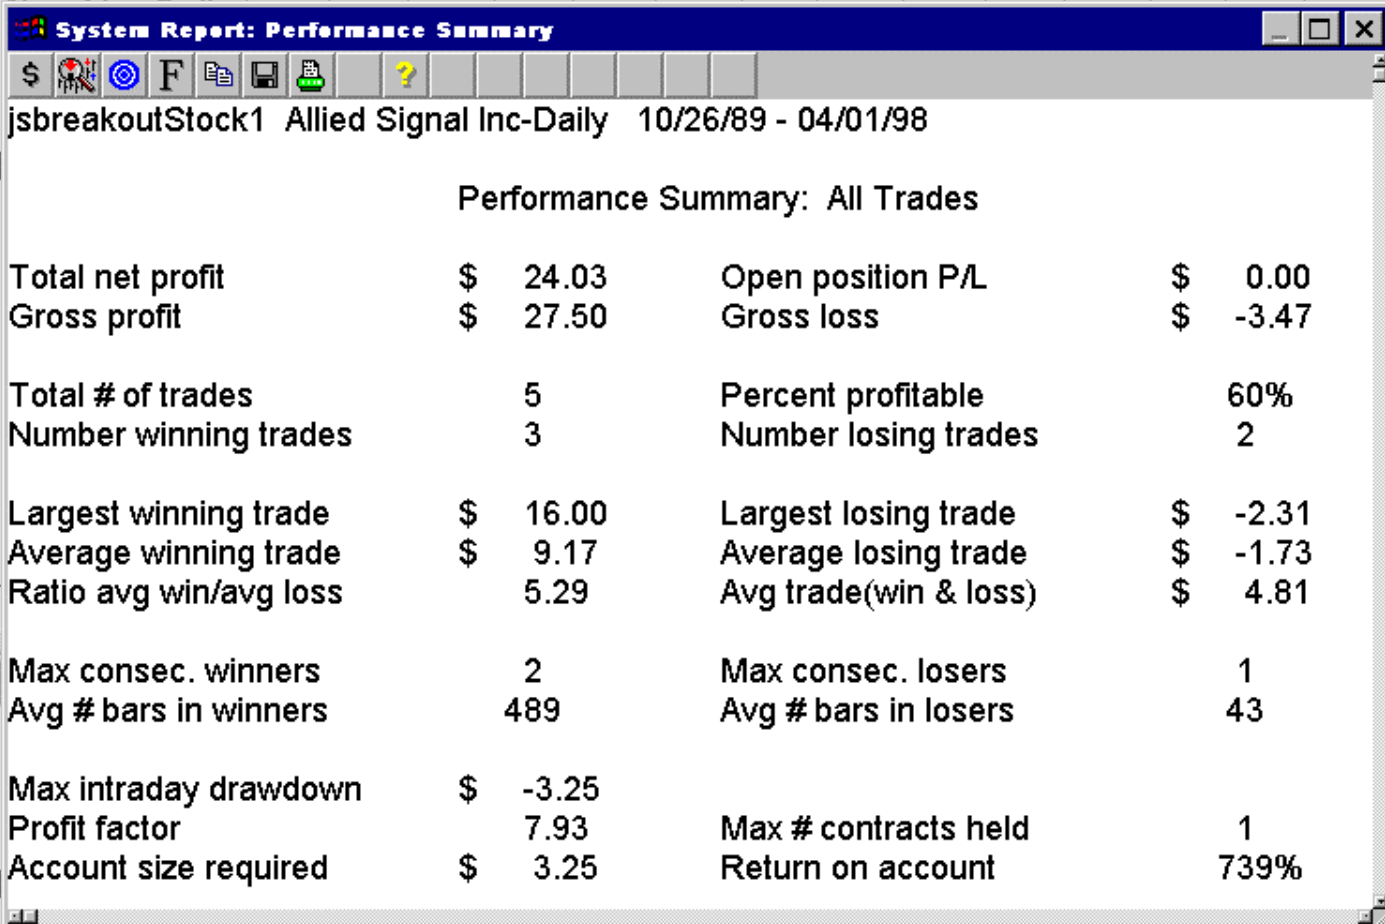 System Report: Performance Summary
$ F ?
jsbreakoutStock1 Allied Signal Inc-Daily 10/26/89 - 04/01/98
Performance Summary: All Trades
Total net profit $ 24.03 Open position P/L $ 0.00
Gross profit $ 27.50 Gross loss $ -3.47
Total # of trades 5 Percent profitable 60%
Number winning trades 3 Number losing trades 2
Largest winning trade $ 16.00 Largest losing trade $ -2.31
Average winning trade $ 9.17 Average losing trade $ -1.73
Ratio avg win/avg loss 5.29 Avg trade(win & loss) $ 4.81
Max consec. winners 2 Max consec. losers 1
Avg # bars in winners 489 Avg # bars in losers 43
Max intraday drawdown $ -3.25
Profit factor 7.93 Max # contracts held 1
Account size required $ 3.25 Return on account 739%